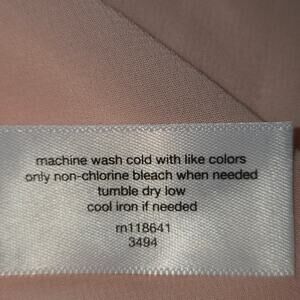 machine wash cold with like colors
only non-chlorine bleach when needed
tumble dry low
cool iron if needed
rn118641
3494